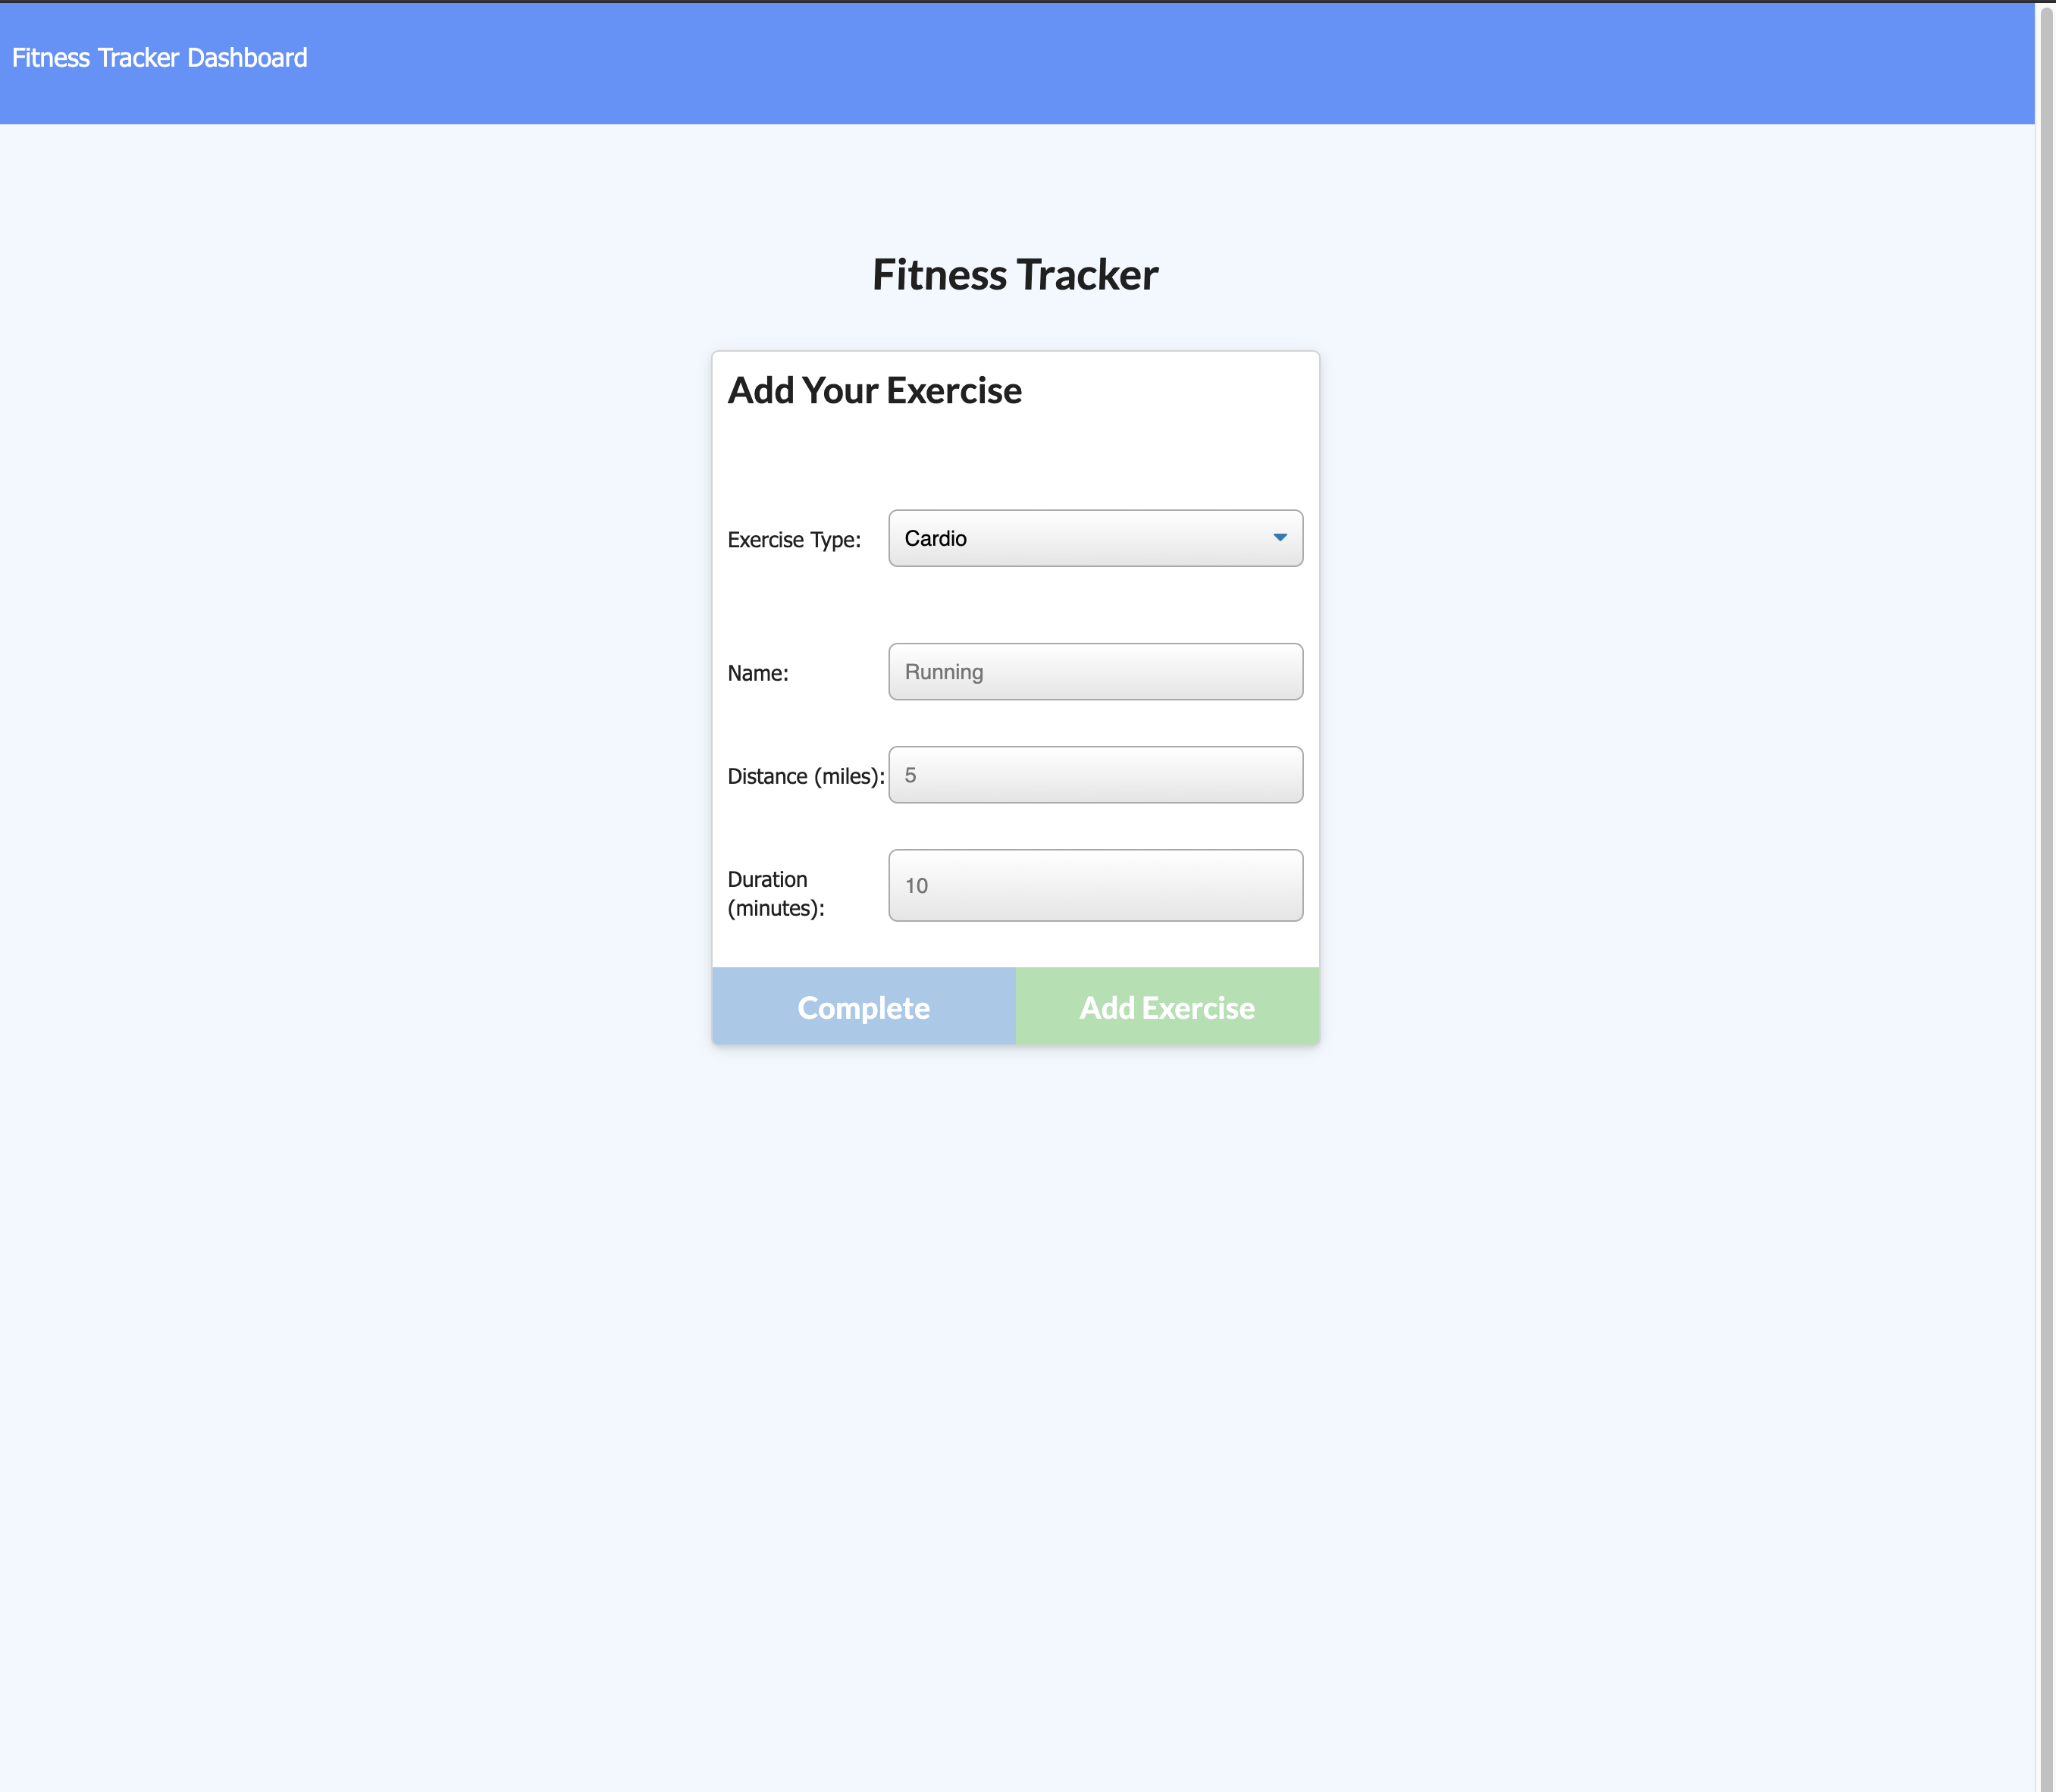 Fitness Tracker Dashboard
Fitness Tracker
Add Your Exercise
Exercise Type: Cardio
Name: Running
Distance (miles): 5
Duration
(minutes): 10
Complete Add Exercise